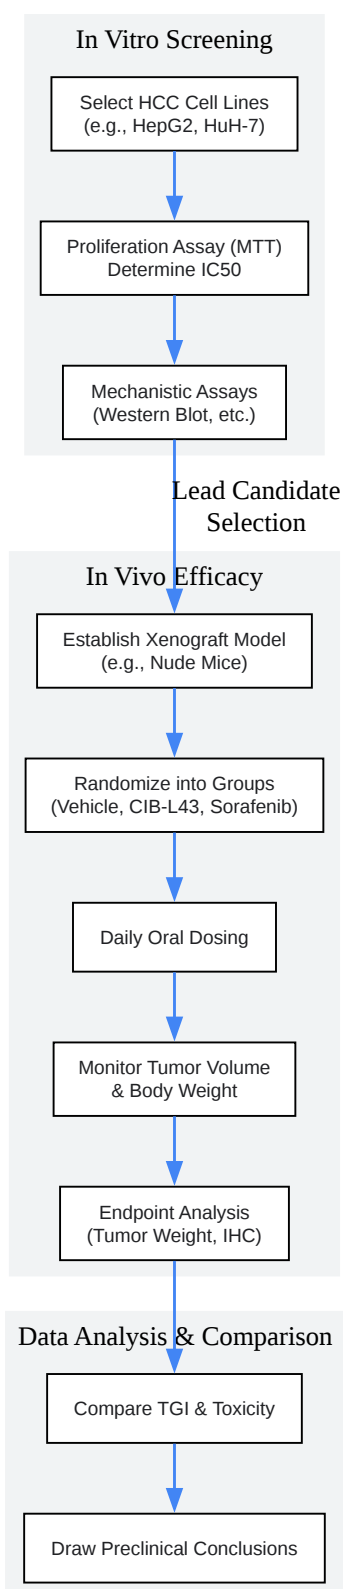 In Vitro Screening
Select HCC Cell Lines
(e.g., HepG2, HuH-7)
Proliferation Assay (MTT)
Determine IC50
Mechanistic Assays
(Western Blot, etc.)
Lead Candidate
Selection
In Vivo Efficacy
Establish Xenograft Model
(e.g., Nude Mice)
Randomize into Groups
(Vehicle, CIB-L43, Sorafenib)
Daily Oral Dosing
Monitor Tumor Volume
& Body Weight
Endpoint Analysis
(Tumor Weight, IHC)
Data Analysis & Comparison
Compare TGI & Toxicity
Draw Preclinical Conclusions